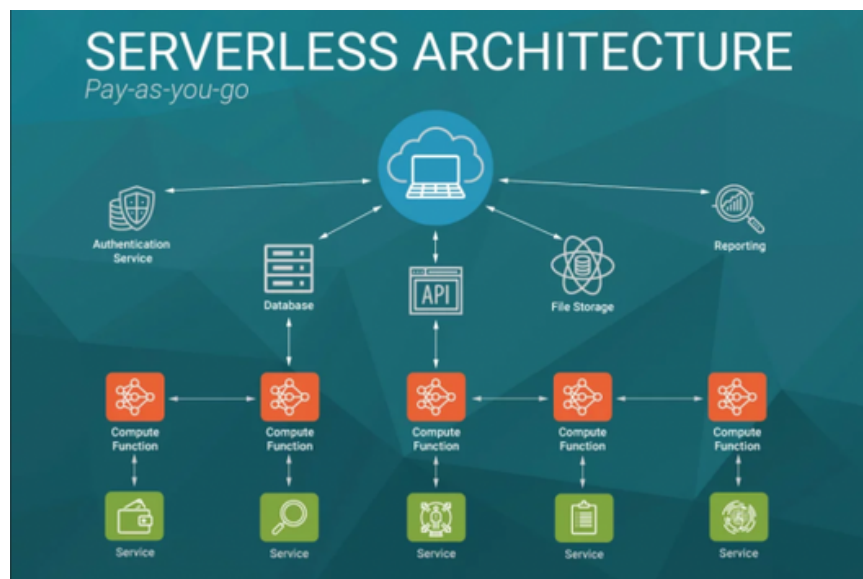 SERVERLESS ARCHITECTURE
Pay-as-you-go
Authentication
Service
Reporting
Database
API
File Storage
Compute
Function
Compute
Function
Compute
Function
Compute
Function
Compute
Function
Service
Service
Service
Service
Service